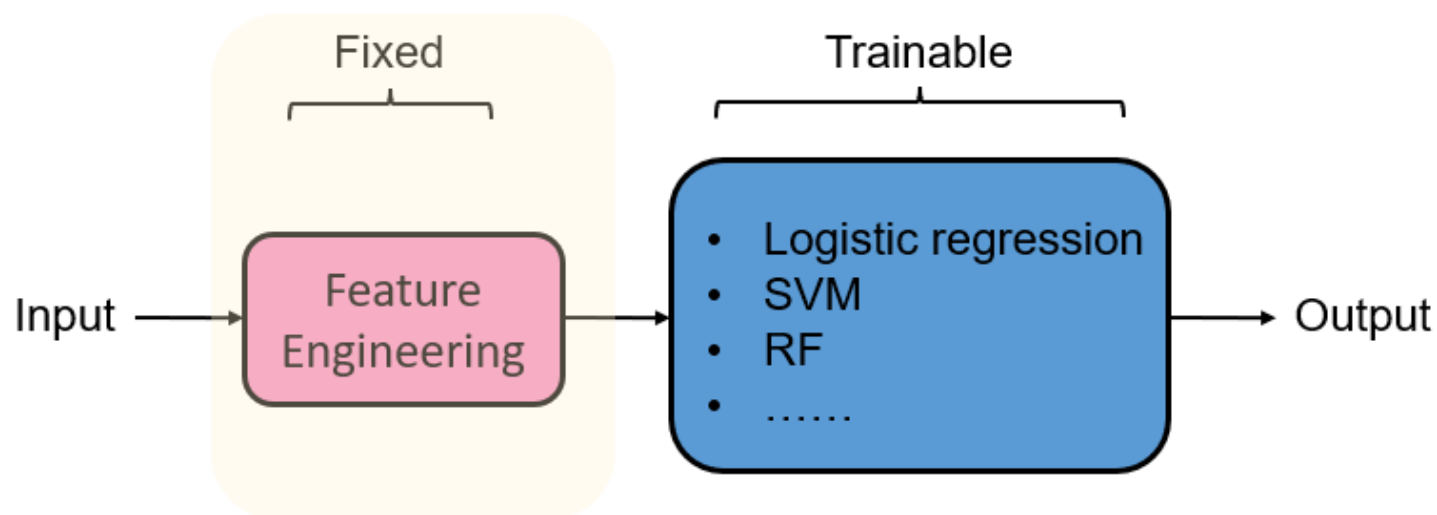 Fixed
Trainable
Input
Feature
Engineering
• Logistic regression
• SVM
• RF
• ……
Output